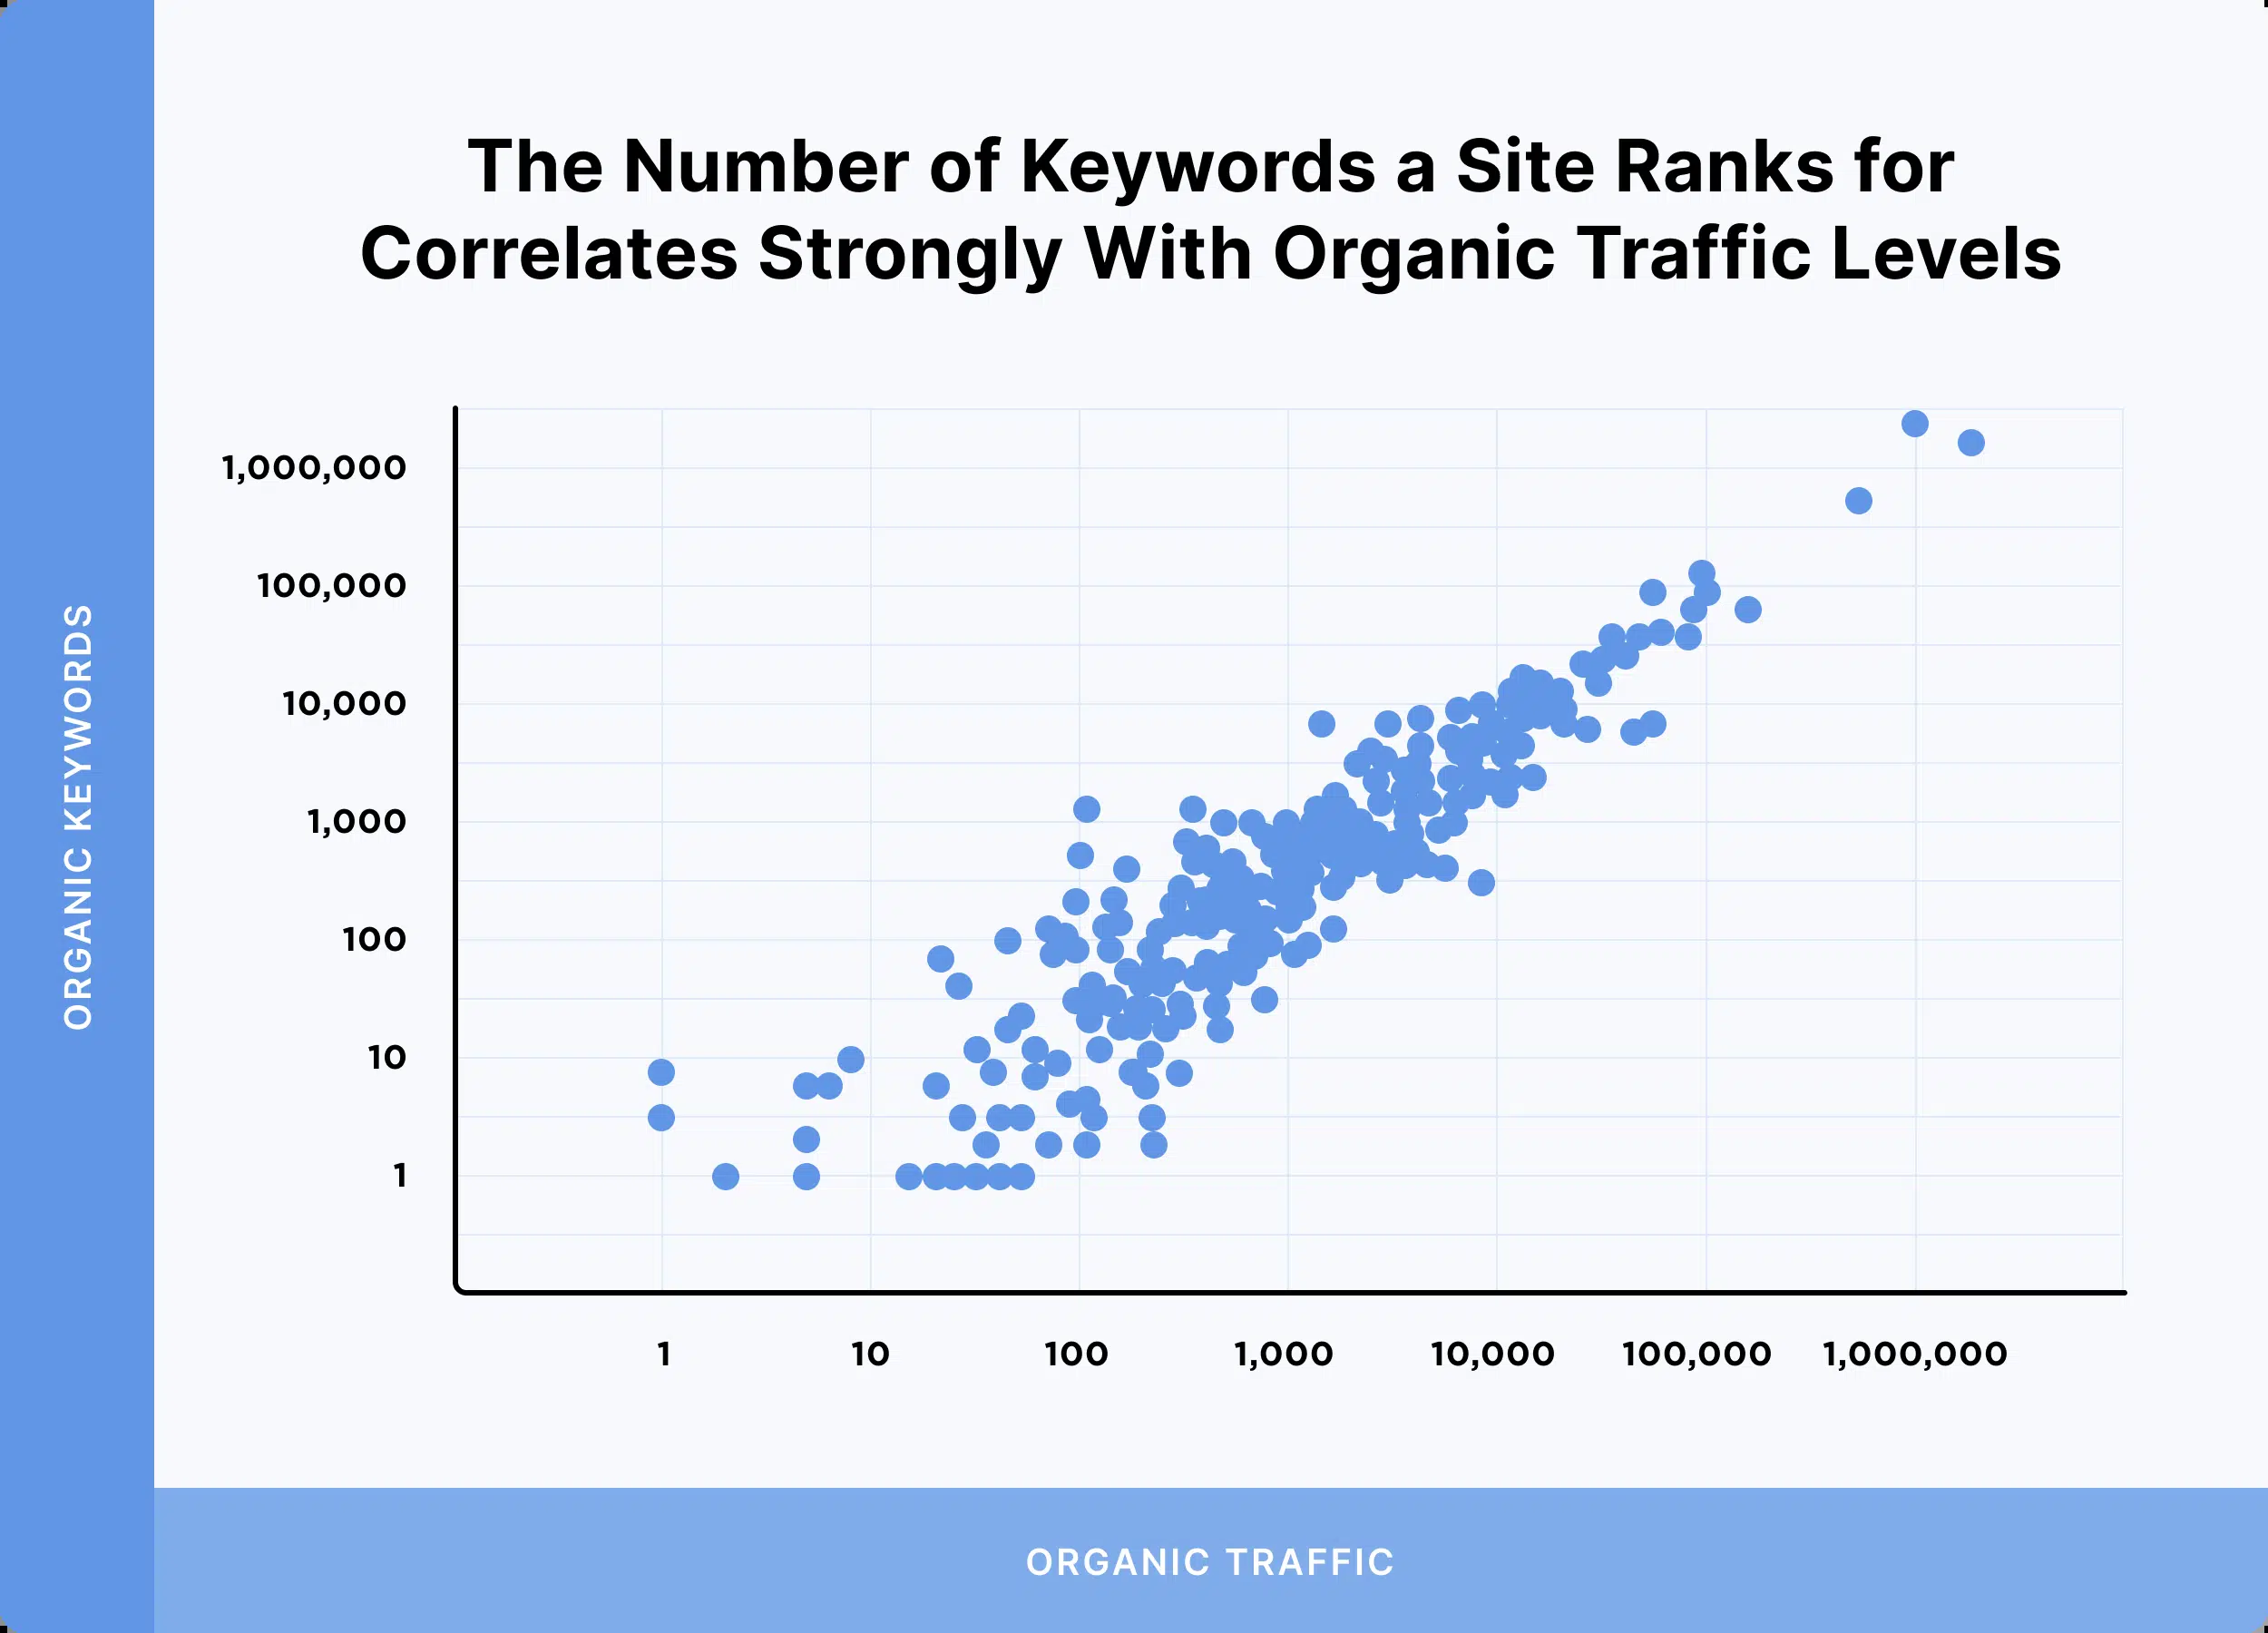 The Number of Keywords a Site Ranks for
Correlates Strongly With Organic Traffic Levels
ORGANIC KEYWORDS
1,000,000
100,000
10,000
1,000
100
10
1
1 10 100 1,000 10,000 100,000 1,000,000
ORGANIC TRAFFIC